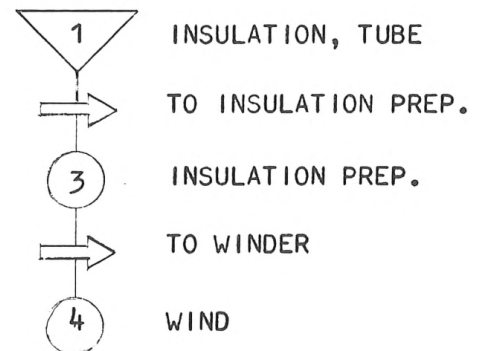 1 INSULATION, TUBE
TO INSULATION PREP.
3 INSULATION PREP.
TO WINDER
4 WIND